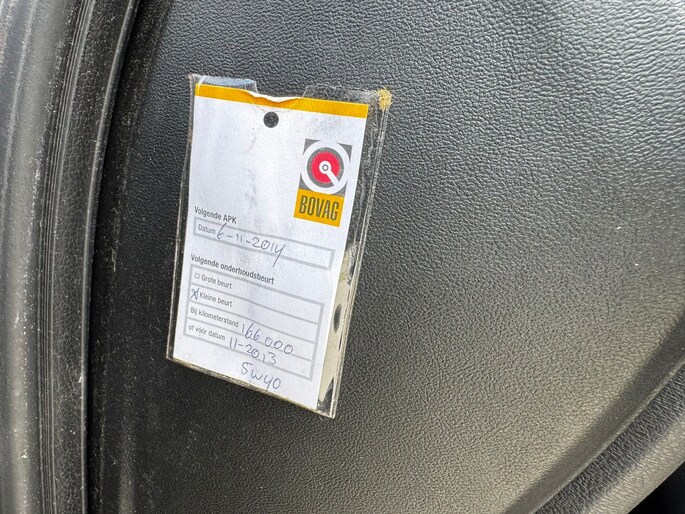 BOVAG
Volgende APK
Datum 6-11-2014
Volgende onderhoudsbeurt
Grote beurt
Kleine beurt
Bij kilometerstand 166 000
of vóór datum 11-2013
5W40